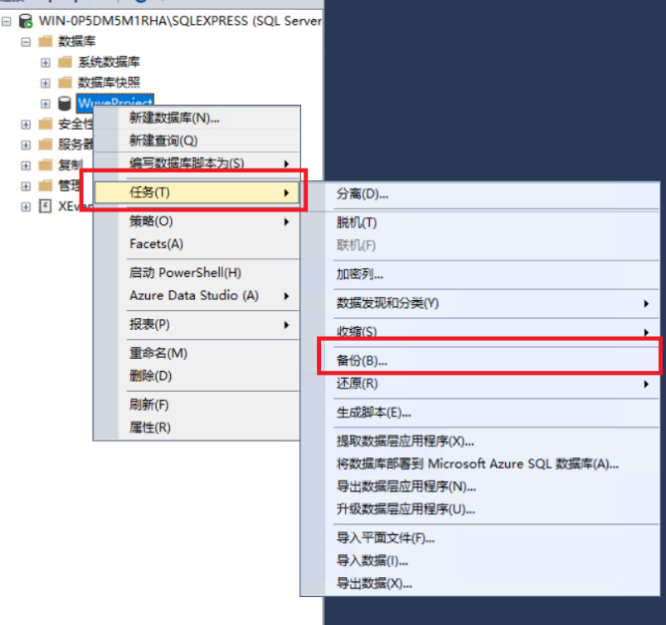 WIN-0P5DM5M1RHA\SQLEXPRESS (SQL Server
数据库
系统数据库
数据库快照
WuyeProject
安全性
服务器
复制
管理
XEven
新建数据库(N)...
新建查询(Q)
编写数据库脚本为(S)
任务(T)
策略(O)
Facets(A)
启动 PowerShell(H)
Azure Data Studio (A)
报表(P)
重命名(M)
删除(D)
刷新(F)
属性(R)
分离(D)...
脱机(T)
联机(F)
加密列...
数据发现和分类(Y)
收缩(S)
备份(B)...
还原(R)
生成脚本(E)...
提取数据层应用程序(X)...
将数据库部署到 Microsoft Azure SQL 数据库(A)...
导出数据层应用程序(N)...
升级数据层应用程序(U)...
导入平面文件(F)...
导入数据(I)...
导出数据(X)...